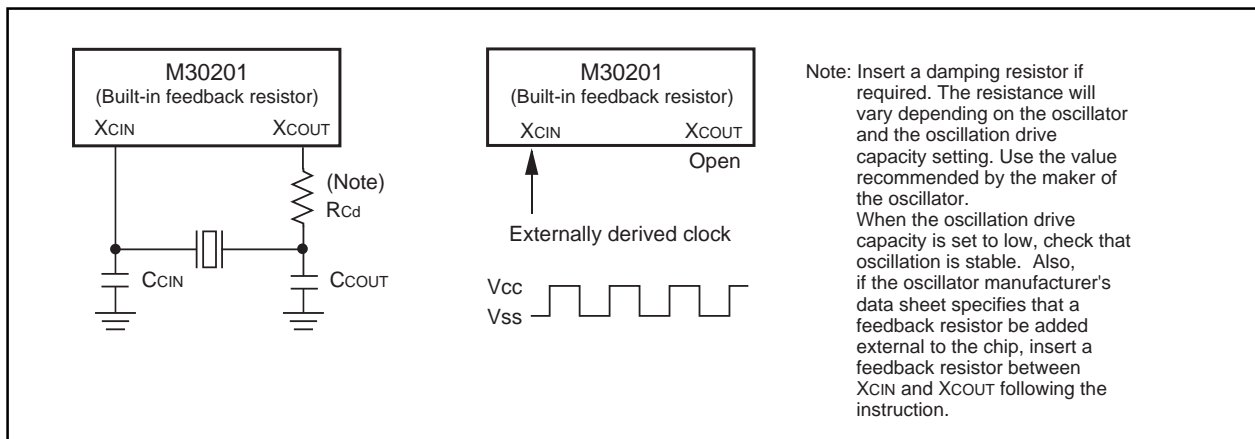 M30201
(Built-in feedback resistor)
XCIN XCOUT
(Note)
RCd
CCIN
CCOUT
M30201
(Built-in feedback resistor)
XCIN XCOUT
Open
Externally derived clock
Vcc
Vss
Note: Insert a damping resistor if
required. The resistance will
vary depending on the oscillator
and the oscillation drive
capacity setting. Use the value
recommended by the maker of
the oscillator.
When the oscillation drive
capacity is set to low, check that
oscillation is stable.  Also,
if the oscillator manufacturer's
data sheet specifies that a
feedback resistor be added
external to the chip, insert a
feedback resistor between
XCIN and XCOUT following the
instruction.